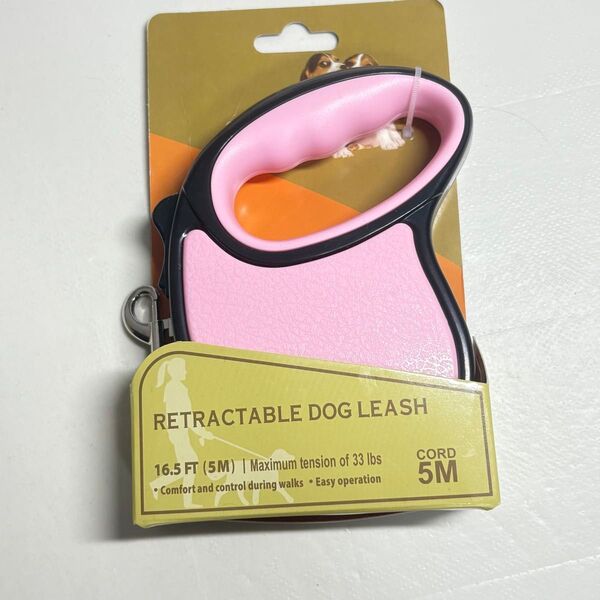 RETRACTABLE DOG LEASH
16.5 FT (5M) | Maximum tension of 33 lbs
• Comfort and control during walks • Easy operation
CORD
5M